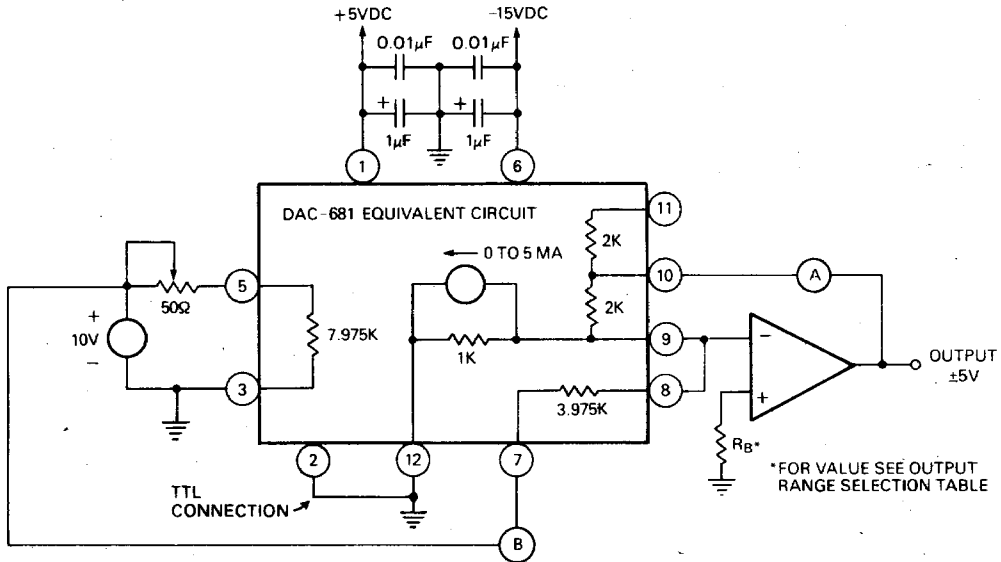 +5VDC -15VDC
0.01µF 0.01µF
+ +
1µF 1µF
1 6
DAC-681 EQUIVALENT CIRCUIT
11
2K
0 TO 5 MA
10 A
5
50Ω
2K
+
10V
-
7.975K
1K
9
-
OUTPUT
±5V
3
3.975K
8
+
RB*
*FOR VALUE SEE OUTPUT
RANGE SELECTION TABLE
2 12 7
TTL
CONNECTION
B